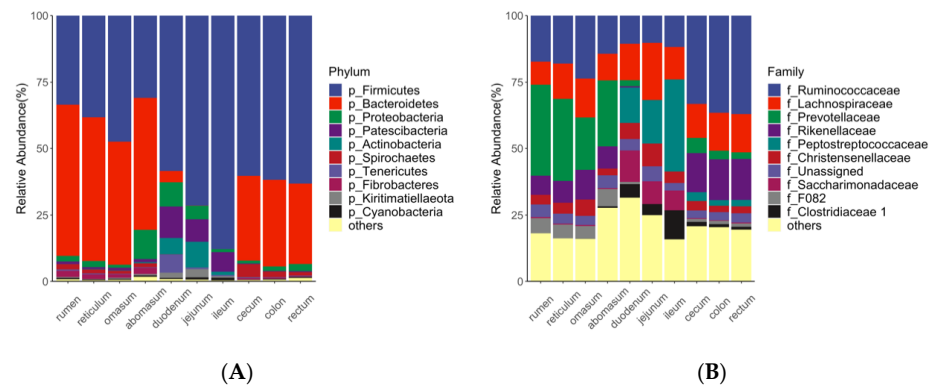 100
75
50
25
0
Relative Abundance(%)
rumen
reticulum
omasum
abomasum
duodenum
jejunum
ileum
cecum
colon
rectum
Phylum
p_Firmicutes
p_Bacteroidetes
p_Proteobacteria
p_Patescibacteria
p_Actinobacteria
p_Spirochaetes
p_Tenericutes
p_Fibrobacteres
p_Kiritimatiellaeota
p_Cyanobacteria
others
(A)
100
75
50
25
0
Relative Abundance(%)
rumen
reticulum
omasum
abomasum
duodenum
jejunum
ileum
cecum
colon
rectum
Family
f_Ruminococcaceae
f_Lachnospiraceae
f_Prevotellaceae
f_Rikenellaceae
f_Peptostreptococcaceae
f_Christensenellaceae
f_Unassigned
f_Saccharimonadaceae
f_F082
f_Clostridiaceae 1
others
(B)